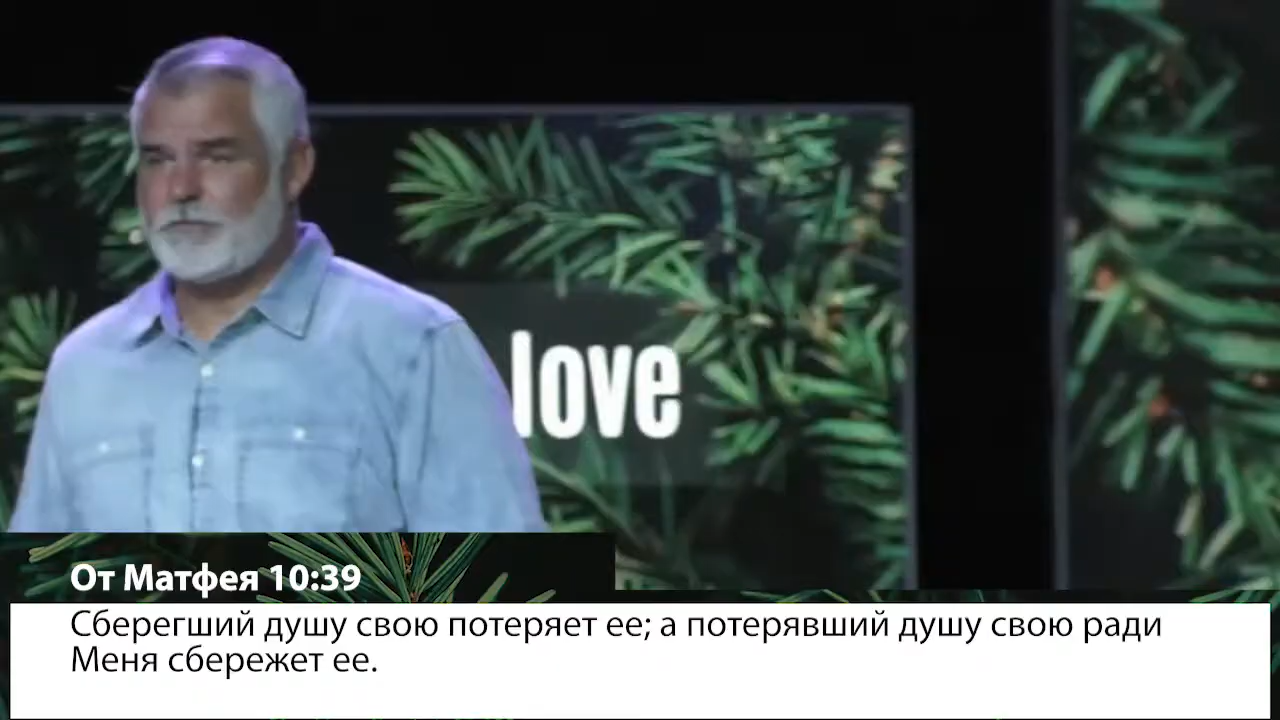 love
От Матфея 10:39
Сберегший душу свою потеряет ее; а потерявший душу свою ради
Меня сбережет ее.